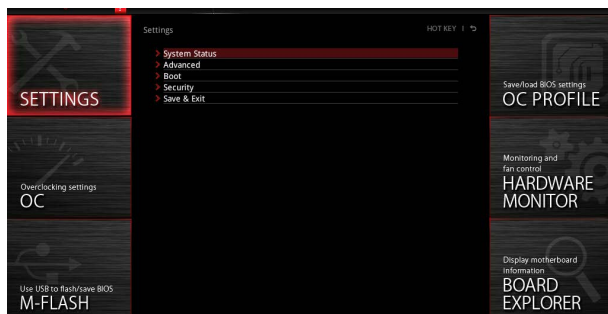 Settings
HOT KEY
System Status
Advanced
Boot
Security
Save & Exit
SETTINGS
Overclocking settings
OC
Use USB to flash/save BIOS
M-FLASH
Save/load BIOS settings
OC PROFILE
Monitoring and
fan control
HARDWARE
MONITOR
Display motherboard
information
BOARD
EXPLORER